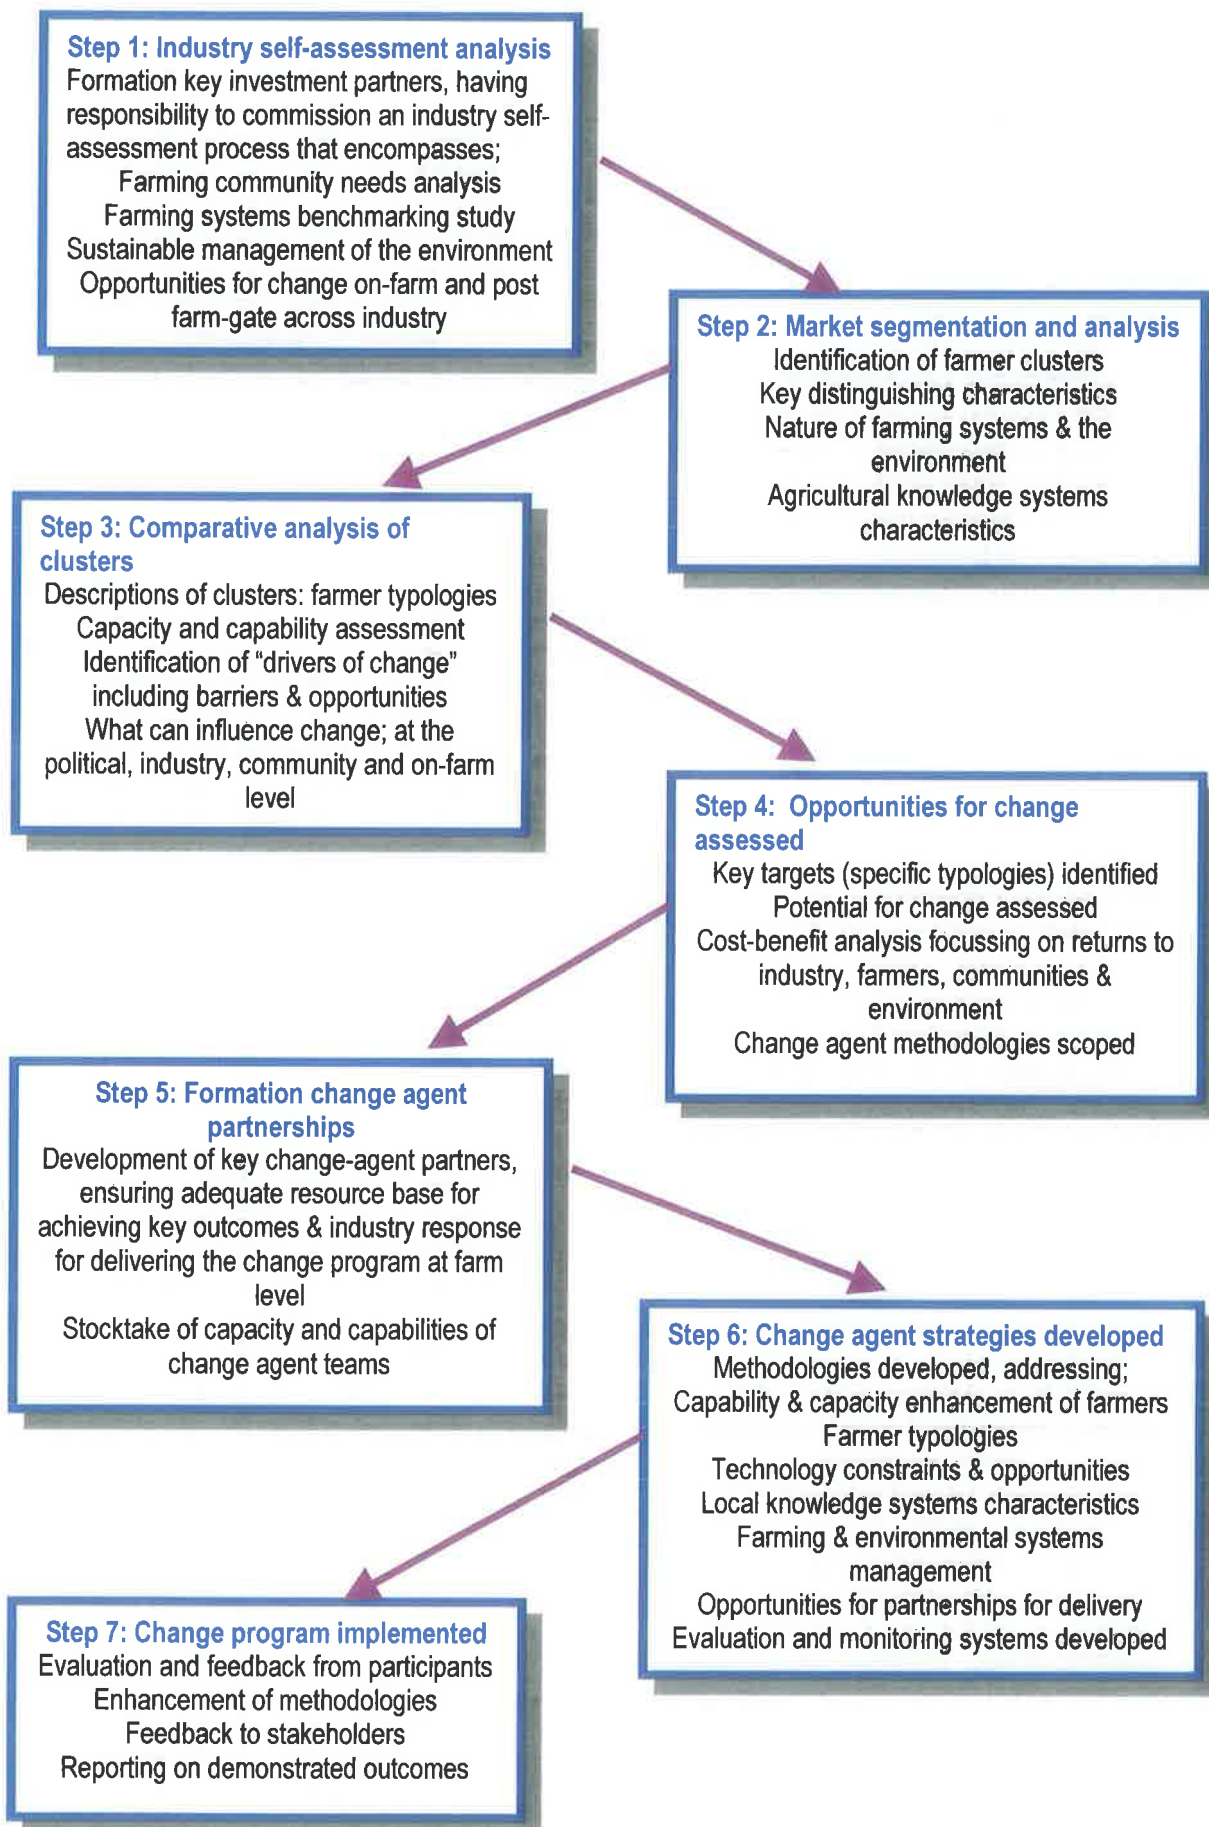 Step 1: Industry self-assessment analysis
Formation key investment partners, having
responsibility to commission an industry self-
assessment process that encompasses;
Farming community needs analysis
Farming systems benchmarking study
Sustainable management of the environment
Opportunities for change on-farm and post
farm-gate across industry
Step 2: Market segmentation and analysis
Identification of farmer clusters
Key distinguishing characteristics
Nature of farming systems & the
environment
Agricultural knowledge systems
characteristics
Step 3: Comparative analysis of
clusters
Descriptions of clusters: farmer typologies
Capacity and capability assessment
Identification of “drivers of change”
including barriers & opportunities
What can influence change; at the
political, industry, community and on-farm
level
Step 4: Opportunities for change
assessed
Key targets (specific typologies) identified
Potential for change assessed
Cost-benefit analysis focussing on returns to
industry, farmers, communities &
environment
Change agent methodologies scoped
Step 5: Formation change agent
partnerships
Development of key change-agent partners,
ensuring adequate resource base for
achieving key outcomes & industry response
for delivering the change program at farm
level
Stocktake of capacity and capabilities of
change agent teams
Step 6: Change agent strategies developed
Methodologies developed, addressing;
Capability & capacity enhancement of farmers
Farmer typologies
Technology constraints & opportunities
Local knowledge systems characteristics
Farming & environmental systems
management
Opportunities for partnerships for delivery
Evaluation and monitoring systems developed
Step 7: Change program implemented
Evaluation and feedback from participants
Enhancement of methodologies
Feedback to stakeholders
Reporting on demonstrated outcomes